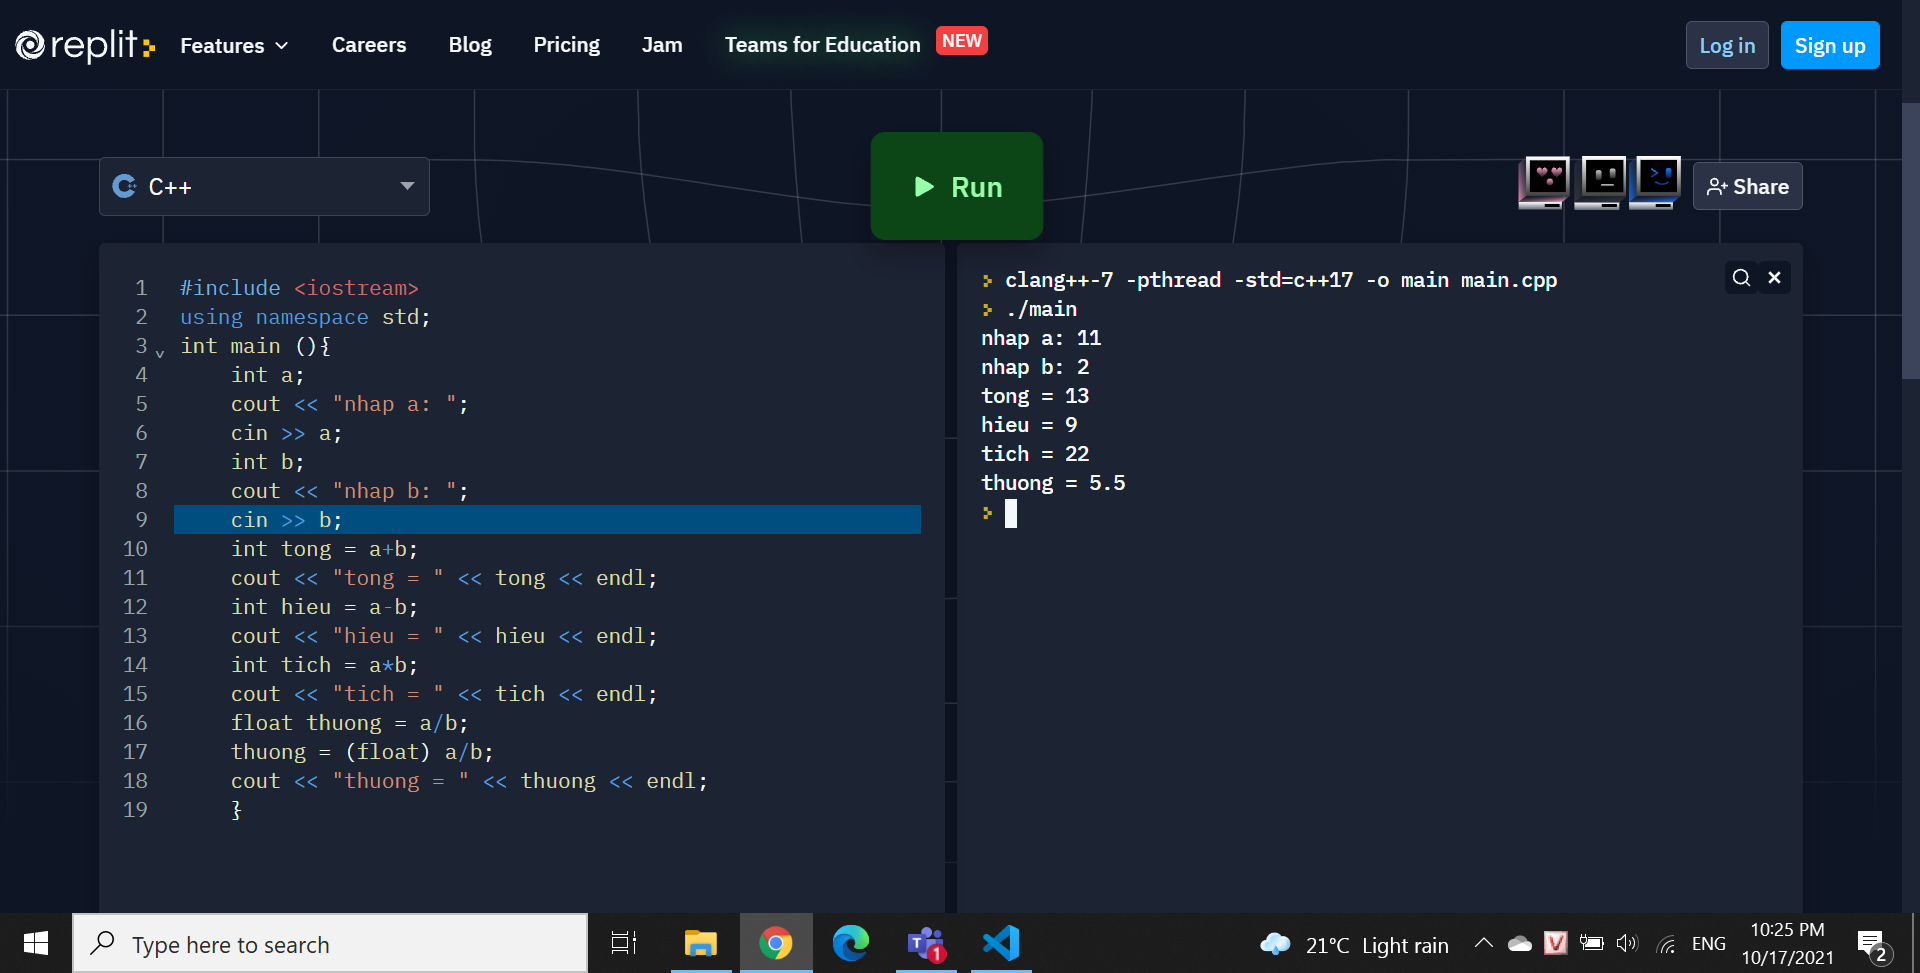 replit
Features
Careers
Blog
Pricing
Jam
Teams for Education
NEW
Log in
Sign up
C++
Run
Share
1 #include <iostream>
2 using namespace std;
3 int main (){
4 int a;
5 cout << "nhap a: ";
6 cin >> a;
7 int b;
8 cout << "nhap b: ";
9 cin >> b;
10 int tong = a+b;
11 cout << "tong = " << tong << endl;
12 int hieu = a-b;
13 cout << "hieu = " << hieu << endl;
14 int tich = a*b;
15 cout << "tich = " << tich << endl;
16 float thuong = a/b;
17 thuong = (float) a/b;
18 cout << "thuong = " << thuong << endl;
19 }
clang++-7 -pthread -std=c++17 -o main main.cpp
./main
nhap a: 11
nhap b: 2
tong = 13
hieu = 9
tich = 22
thuong = 5.5
Type here to search
T
1
21°C Light rain
V
ENG
10:25 PM
10/17/2021
2